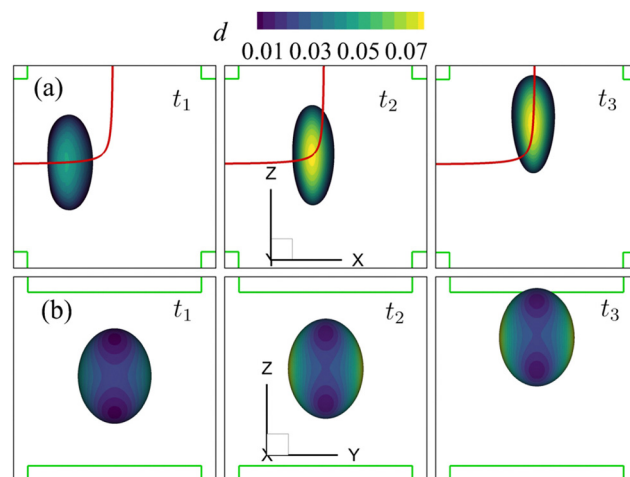 d
0.01 0.03 0.05 0.07
(a) t₁ t₂ t₃
Z
Y X
(b) t₁ t₂ t₃
Z
X Y